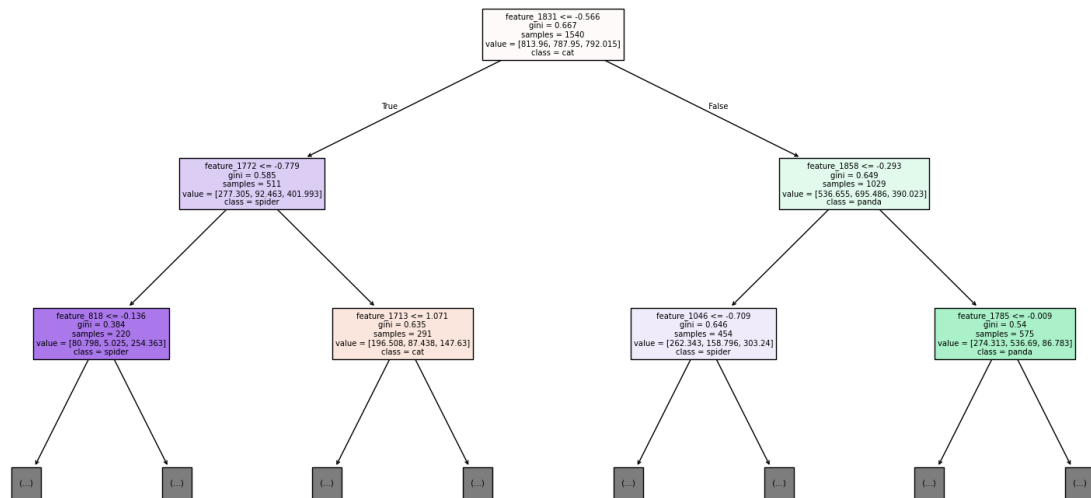 feature_1831 <= -0.566
gini = 0.667
samples = 1540
value = [813.96, 787.95, 792.015]
class = cat
True
False
feature_1772 <= -0.779
gini = 0.585
samples = 511
value = [277.305, 92.463, 401.993]
class = spider
feature_1858 <= -0.293
gini = 0.649
samples = 1029
value = [536.655, 695.486, 390.023]
class = panda
feature_818 <= -0.136
gini = 0.384
samples = 220
value = [80.798, 5.025, 254.363]
class = spider
feature_1713 <= 1.071
gini = 0.635
samples = 291
value = [196.508, 87.438, 147.63]
class = cat
feature_1046 <= -0.709
gini = 0.646
samples = 454
value = [262.343, 158.796, 303.24]
class = spider
feature_1785 <= -0.009
gini = 0.54
samples = 575
value = [274.313, 536.69, 86.783]
class = panda
(...)
(...)
(...)
(...)
(...)
(...)
(...)
(...)